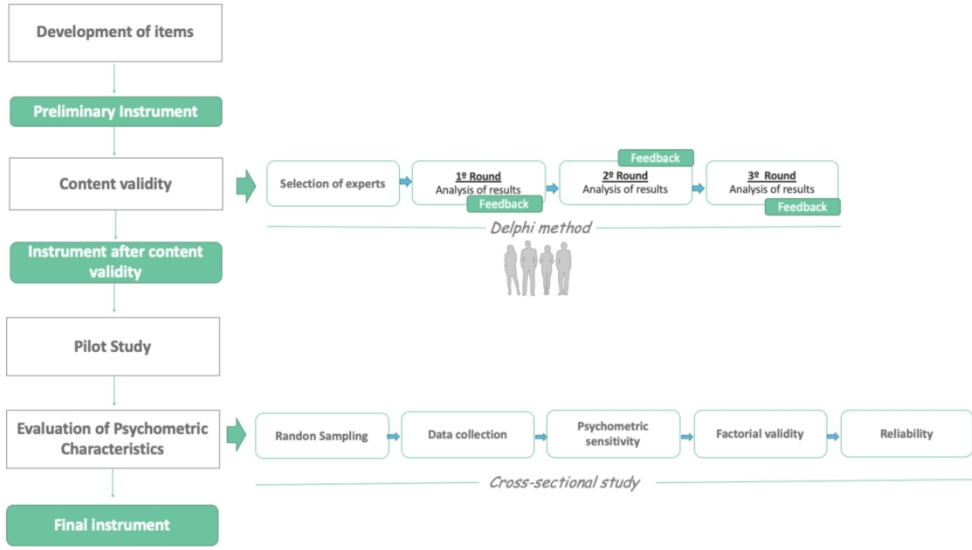 Development of items
Preliminary Instrument
Content validity
Selection of experts
1º Round
Analysis of results
Feedback
Feedback
2º Round
Analysis of results
3º Round
Analysis of results
Feedback
Delphi method
Instrument after content
validity
Pilot Study
Evaluation of Psychometric
Characteristics
Randon Sampling
Data collection
Psychometric
sensitivity
Factorial validity
Reliability
Cross-sectional study
Final instrument